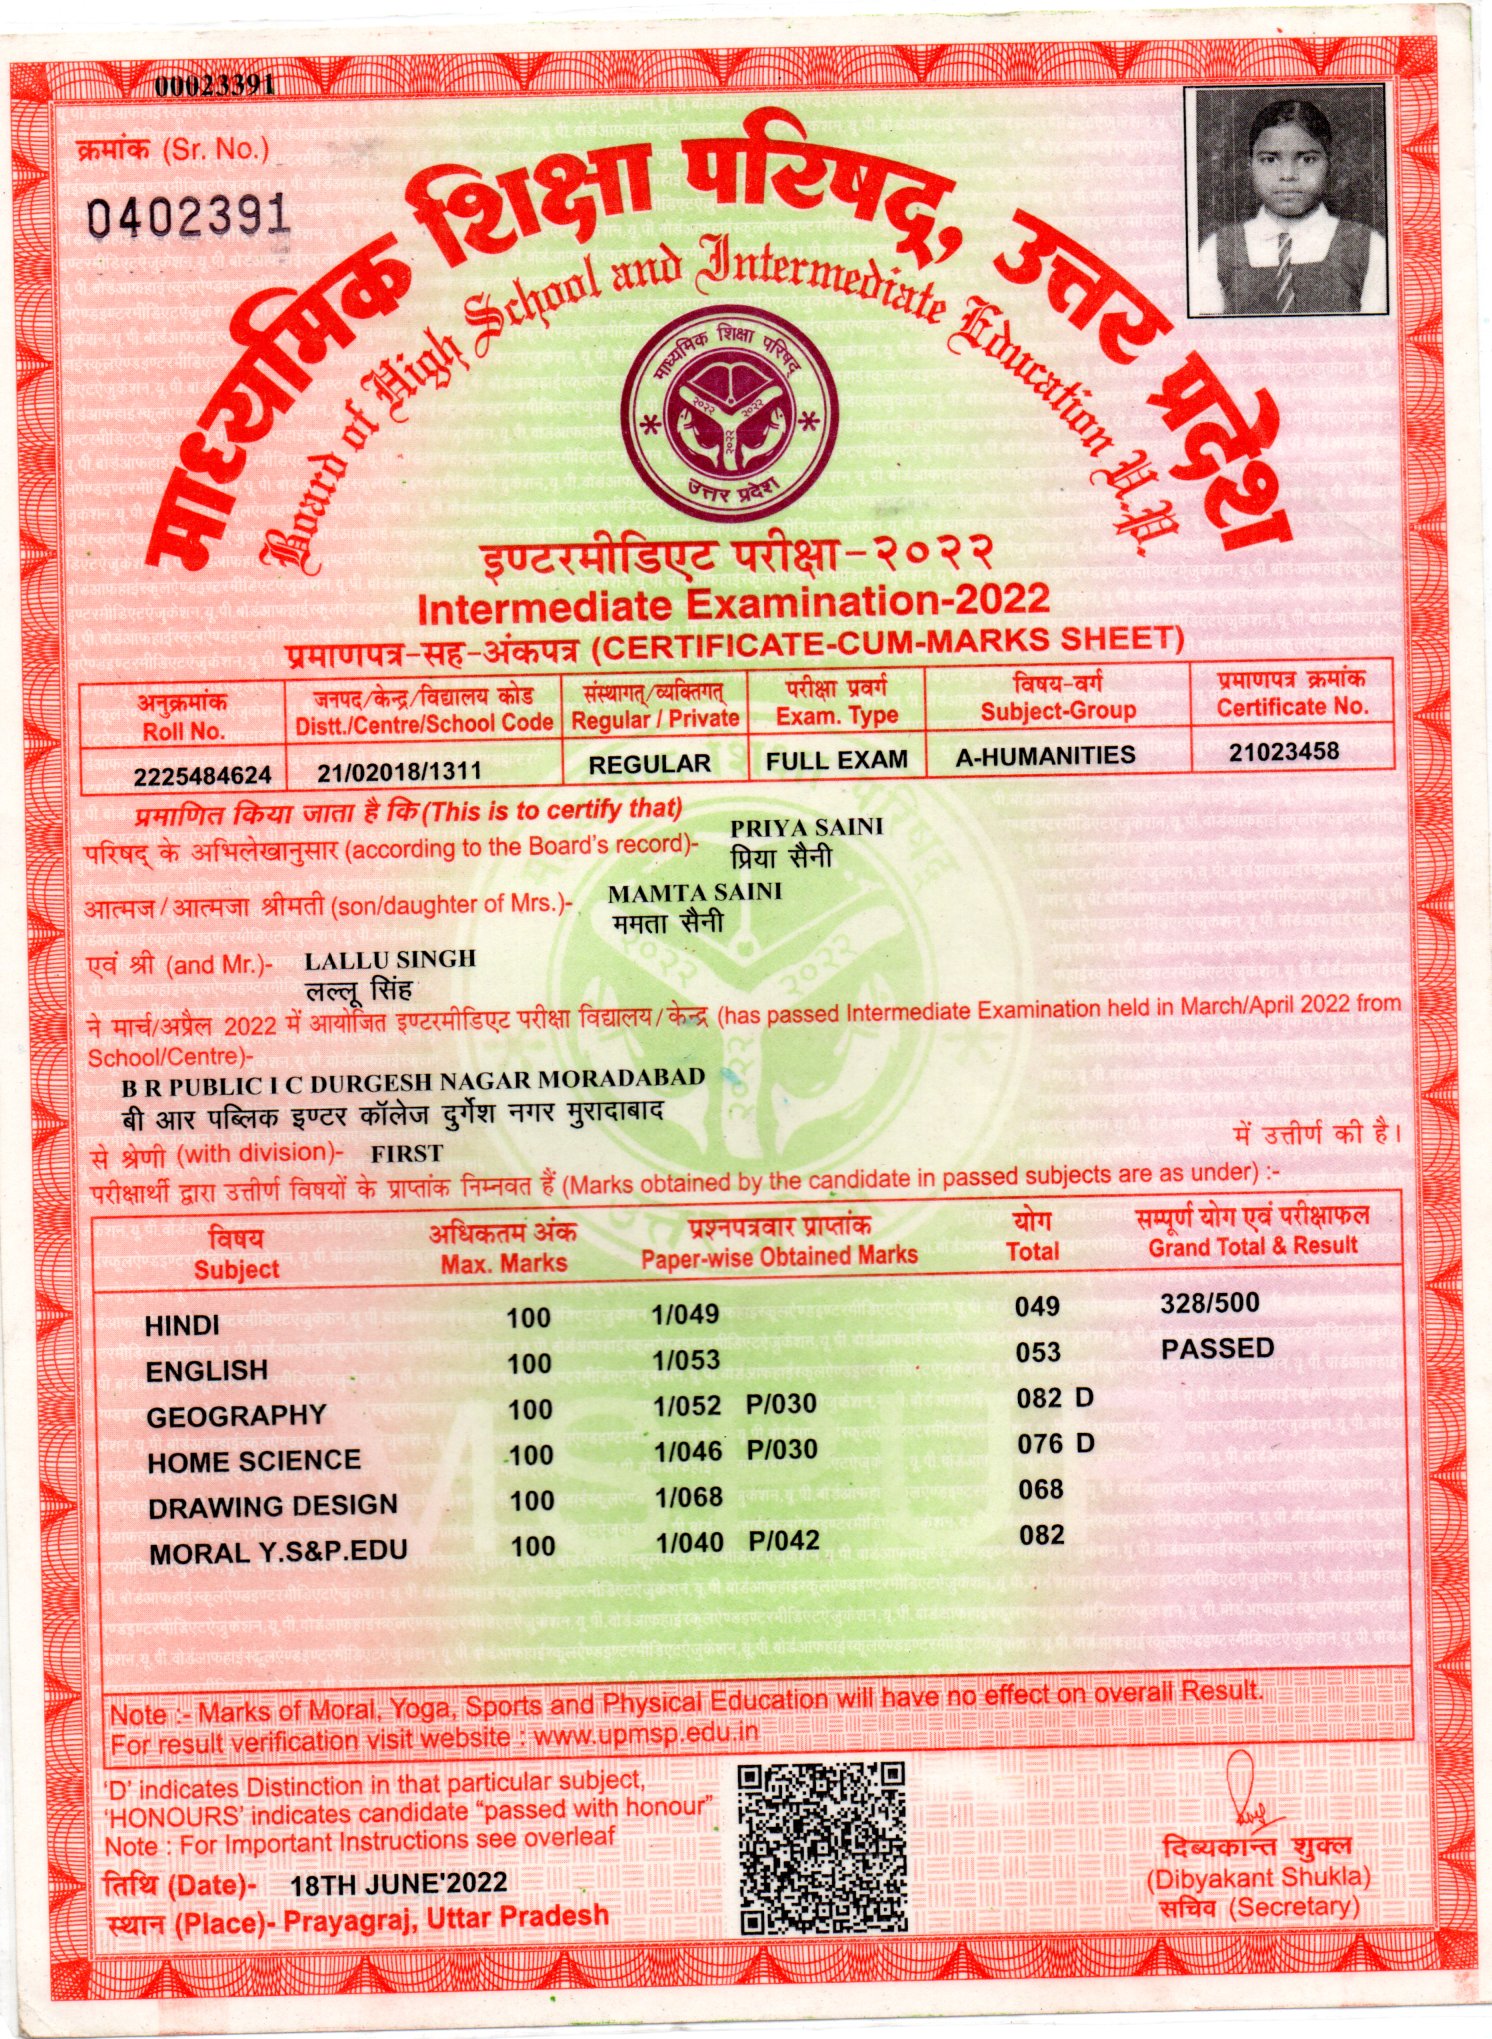 00023391
क्रमांक (Sr. No.)
0402391
माध्यमिक शिक्षा परिषद्, उत्तर प्रदेश
Board of High School and Intermediate Education U.P.
माध्यमिक शिक्षा परिषद्
२०२२ २०२२
२०२२
उत्तर प्रदेश
इण्टरमीडिएट परीक्षा-२०२२
Intermediate Examination-2022
प्रमाणपत्र-सह-अंकपत्र (CERTIFICATE-CUM-MARKS SHEET)
अनुक्रमांक जनपद/केन्द्र/विद्यालय कोड संस्थागत्/व्यक्तिगत् परीक्षा प्रवर्ग विषय-वर्ग प्रमाणपत्र क्रमांक
Roll No. Distt./Centre/School Code Regular / Private Exam. Type Subject-Group Certificate No.
2225484624 21/02018/1311 REGULAR FULL EXAM A-HUMANITIES 21023458
प्रमाणित किया जाता है कि (This is to certify that)
PRIYA SAINI
परिषद् के अभिलेखानुसार (according to the Board's record)- प्रिया सैनी
MAMTA SAINI
आत्मज/आत्मजा श्रीमती (son/daughter of Mrs.)- ममता सैनी
एवं श्री (and Mr.)- LALLU SINGH
लल्लू सिंह
ने मार्च/अप्रैल 2022 में आयोजित इण्टरमीडिएट परीक्षा विद्यालय/केन्द्र (has passed Intermediate Examination held in March/April 2022 from
School/Centre)-
B R PUBLIC I C DURGESH NAGAR MORADABAD
बी आर पब्लिक इण्टर कॉलेज दुर्गेश नगर मुरादाबाद
से श्रेणी (with division)- FIRST में उत्तीर्ण की है।
परीक्षार्थी द्वारा उत्तीर्ण विषयों के प्राप्तांक निम्नवत हैं (Marks obtained by the candidate in passed subjects are as under) :-
विषय अधिकतम अंक प्रश्नपत्रवार प्राप्तांक योग सम्पूर्ण योग एवं परीक्षाफल
Subject Max. Marks Paper-wise Obtained Marks Total Grand Total & Result
HINDI 100 1/049 049 328/500
ENGLISH 100 1/053 053 PASSED
GEOGRAPHY 100 1/052 P/030 082 D
HOME SCIENCE 100 1/046 P/030 076 D
DRAWING DESIGN 100 1/068 068
MORAL Y.S&P.EDU 100 1/040 P/042 082
Note :- Marks of Moral, Yoga, Sports and Physical Education will have no effect on overall Result.
For result verification visit website : www.upmsp.edu.in
'D' indicates Distinction in that particular subject,
'HONOURS' indicates candidate "passed with honour"
Note : For Important Instructions see overleaf
तिथि (Date)- 18TH JUNE'2022
स्थान (Place)- Prayagraj, Uttar Pradesh
दिब्यकान्त शुक्ल
(Dibyakant Shukla)
सचिव (Secretary)